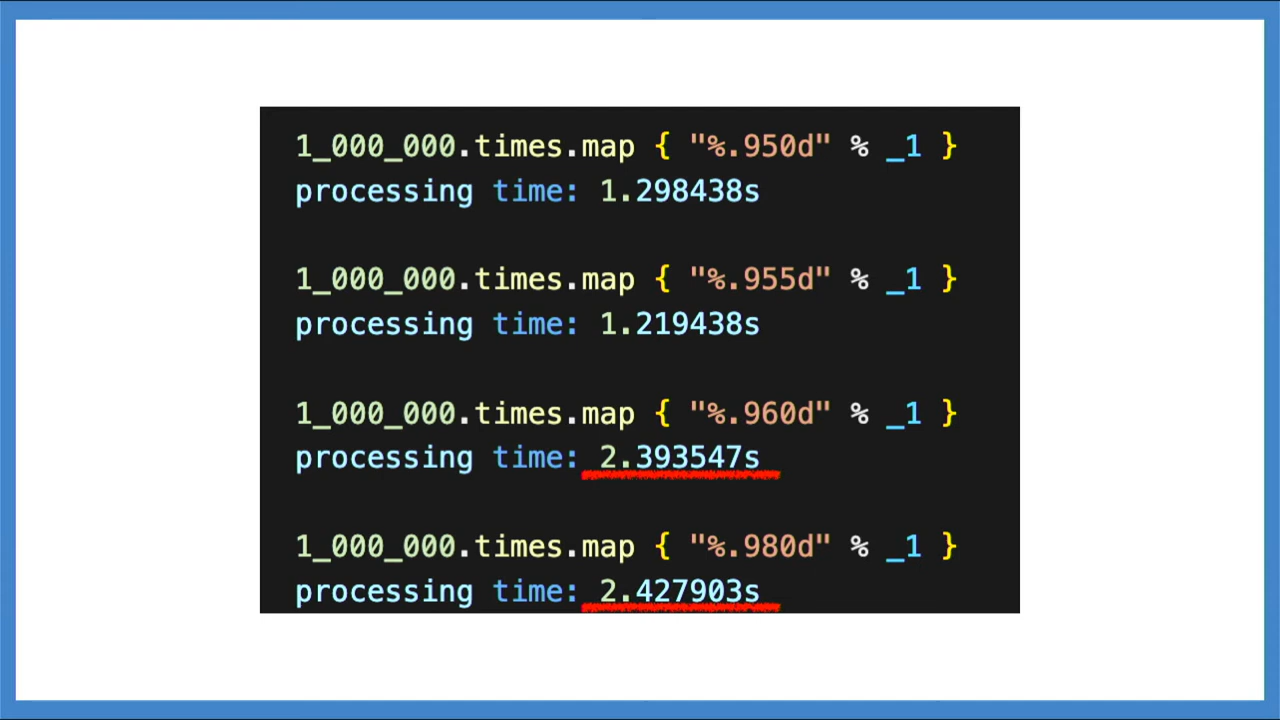 1_000_000.times.map { "%.950d" % _1 }
processing time: 1.298438s
1_000_000.times.map { "%.955d" % _1 }
processing time: 1.219438s
1_000_000.times.map { "%.960d" % _1 }
processing time: 2.393547s
1_000_000.times.map { "%.980d" % _1 }
processing time: 2.427903s